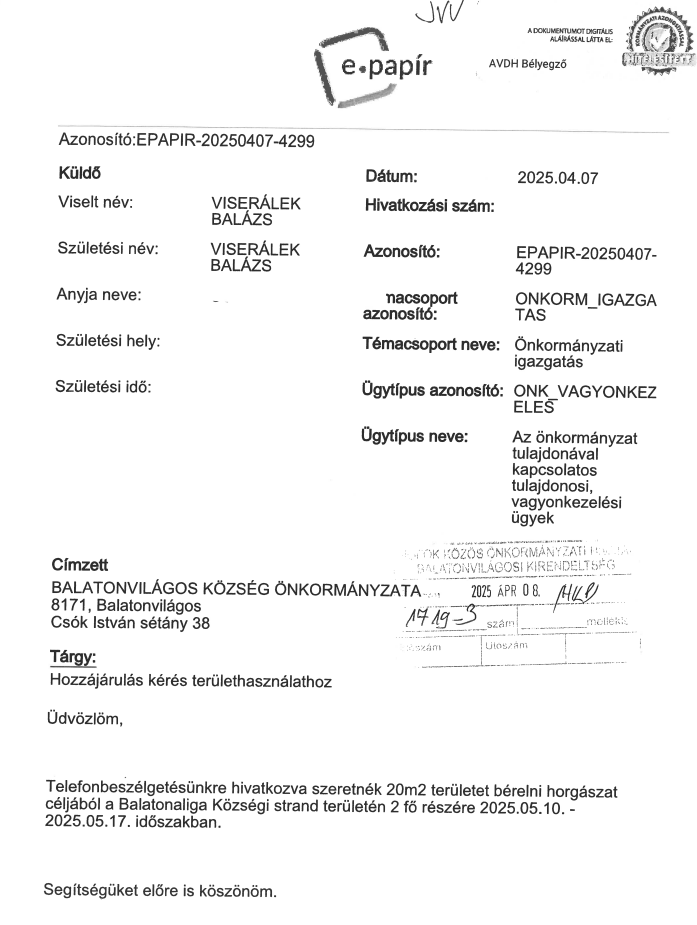 JVV
e.papír
A DOKUMENTUMOT DIGITÁLIS
ALÁÍRÁSSAL LÁTTA EL:
AVDH Bélyegző
HITELESÍTETT
Azonosító:EPAPIR-20250407-4299
Küldő
Viselt név: VISERÁLEK
BALÁZS
Születési név: VISERÁLEK
BALÁZS
Anyja neve:
Születési hely:
Születési idő:
Dátum: 2025.04.07
Hivatkozási szám:
Azonosító: EPAPIR-20250407-
4299
nacsoport ONKORM_IGAZGA
azonosító: TAS
Témacsoport neve: Önkormányzati
igazgatás
Ügytípus azonosító: ONK_VAGYONKEZ
ELES
Ügytípus neve: Az önkormányzat
tulajdonával
kapcsolatos
tulajdonosi,
vagyonkezelési
ügyek
Címzett
BALATONVILÁGOS KÖZSÉG ÖNKORMÁNYZATA
8171, Balatonvilágos
Csók István sétány 38
KÖZÖS ÖNKORMÁNYZATI
BALATONVILÁGOSI KIRENDELTSÉG
2025 ÁPR 08.
1719-3 szám mellékl.
Utószám
Tárgy:
Hozzájárulás kérés területhasználathoz
Üdvözlöm,
Telefonbeszélgetésünkre hivatkozva szeretnék 20m2 területet bérelni horgászat
céljából a Balatonaliga Községi strand területén 2 fő részére 2025.05.10. -
2025.05.17. időszakban.
Segítségüket előre is köszönöm.